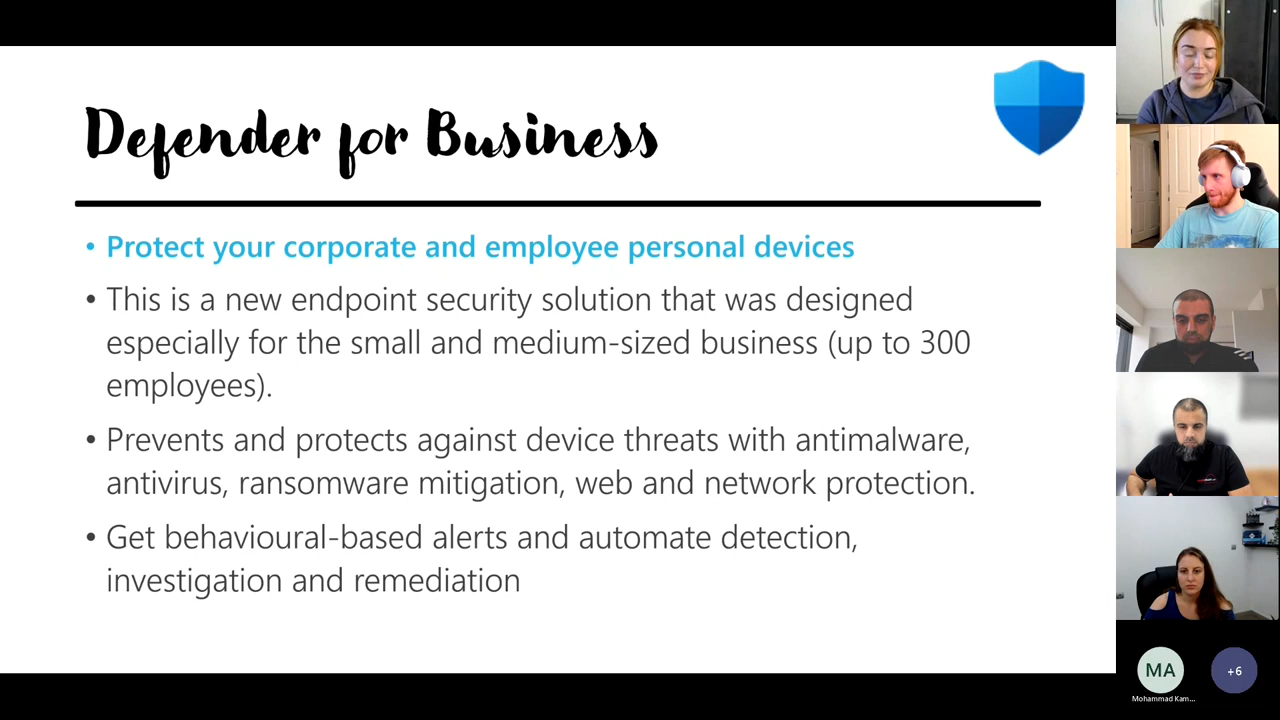 Defender for Business
• Protect your corporate and employee personal devices
• This is a new endpoint security solution that was designed
especially for the small and medium-sized business (up to 300
employees).
• Prevents and protects against device threats with antimalware,
antivirus, ransomware mitigation, web and network protection.
• Get behavioural-based alerts and automate detection,
investigation and remediation
MA
+6
Mohammad Kam...